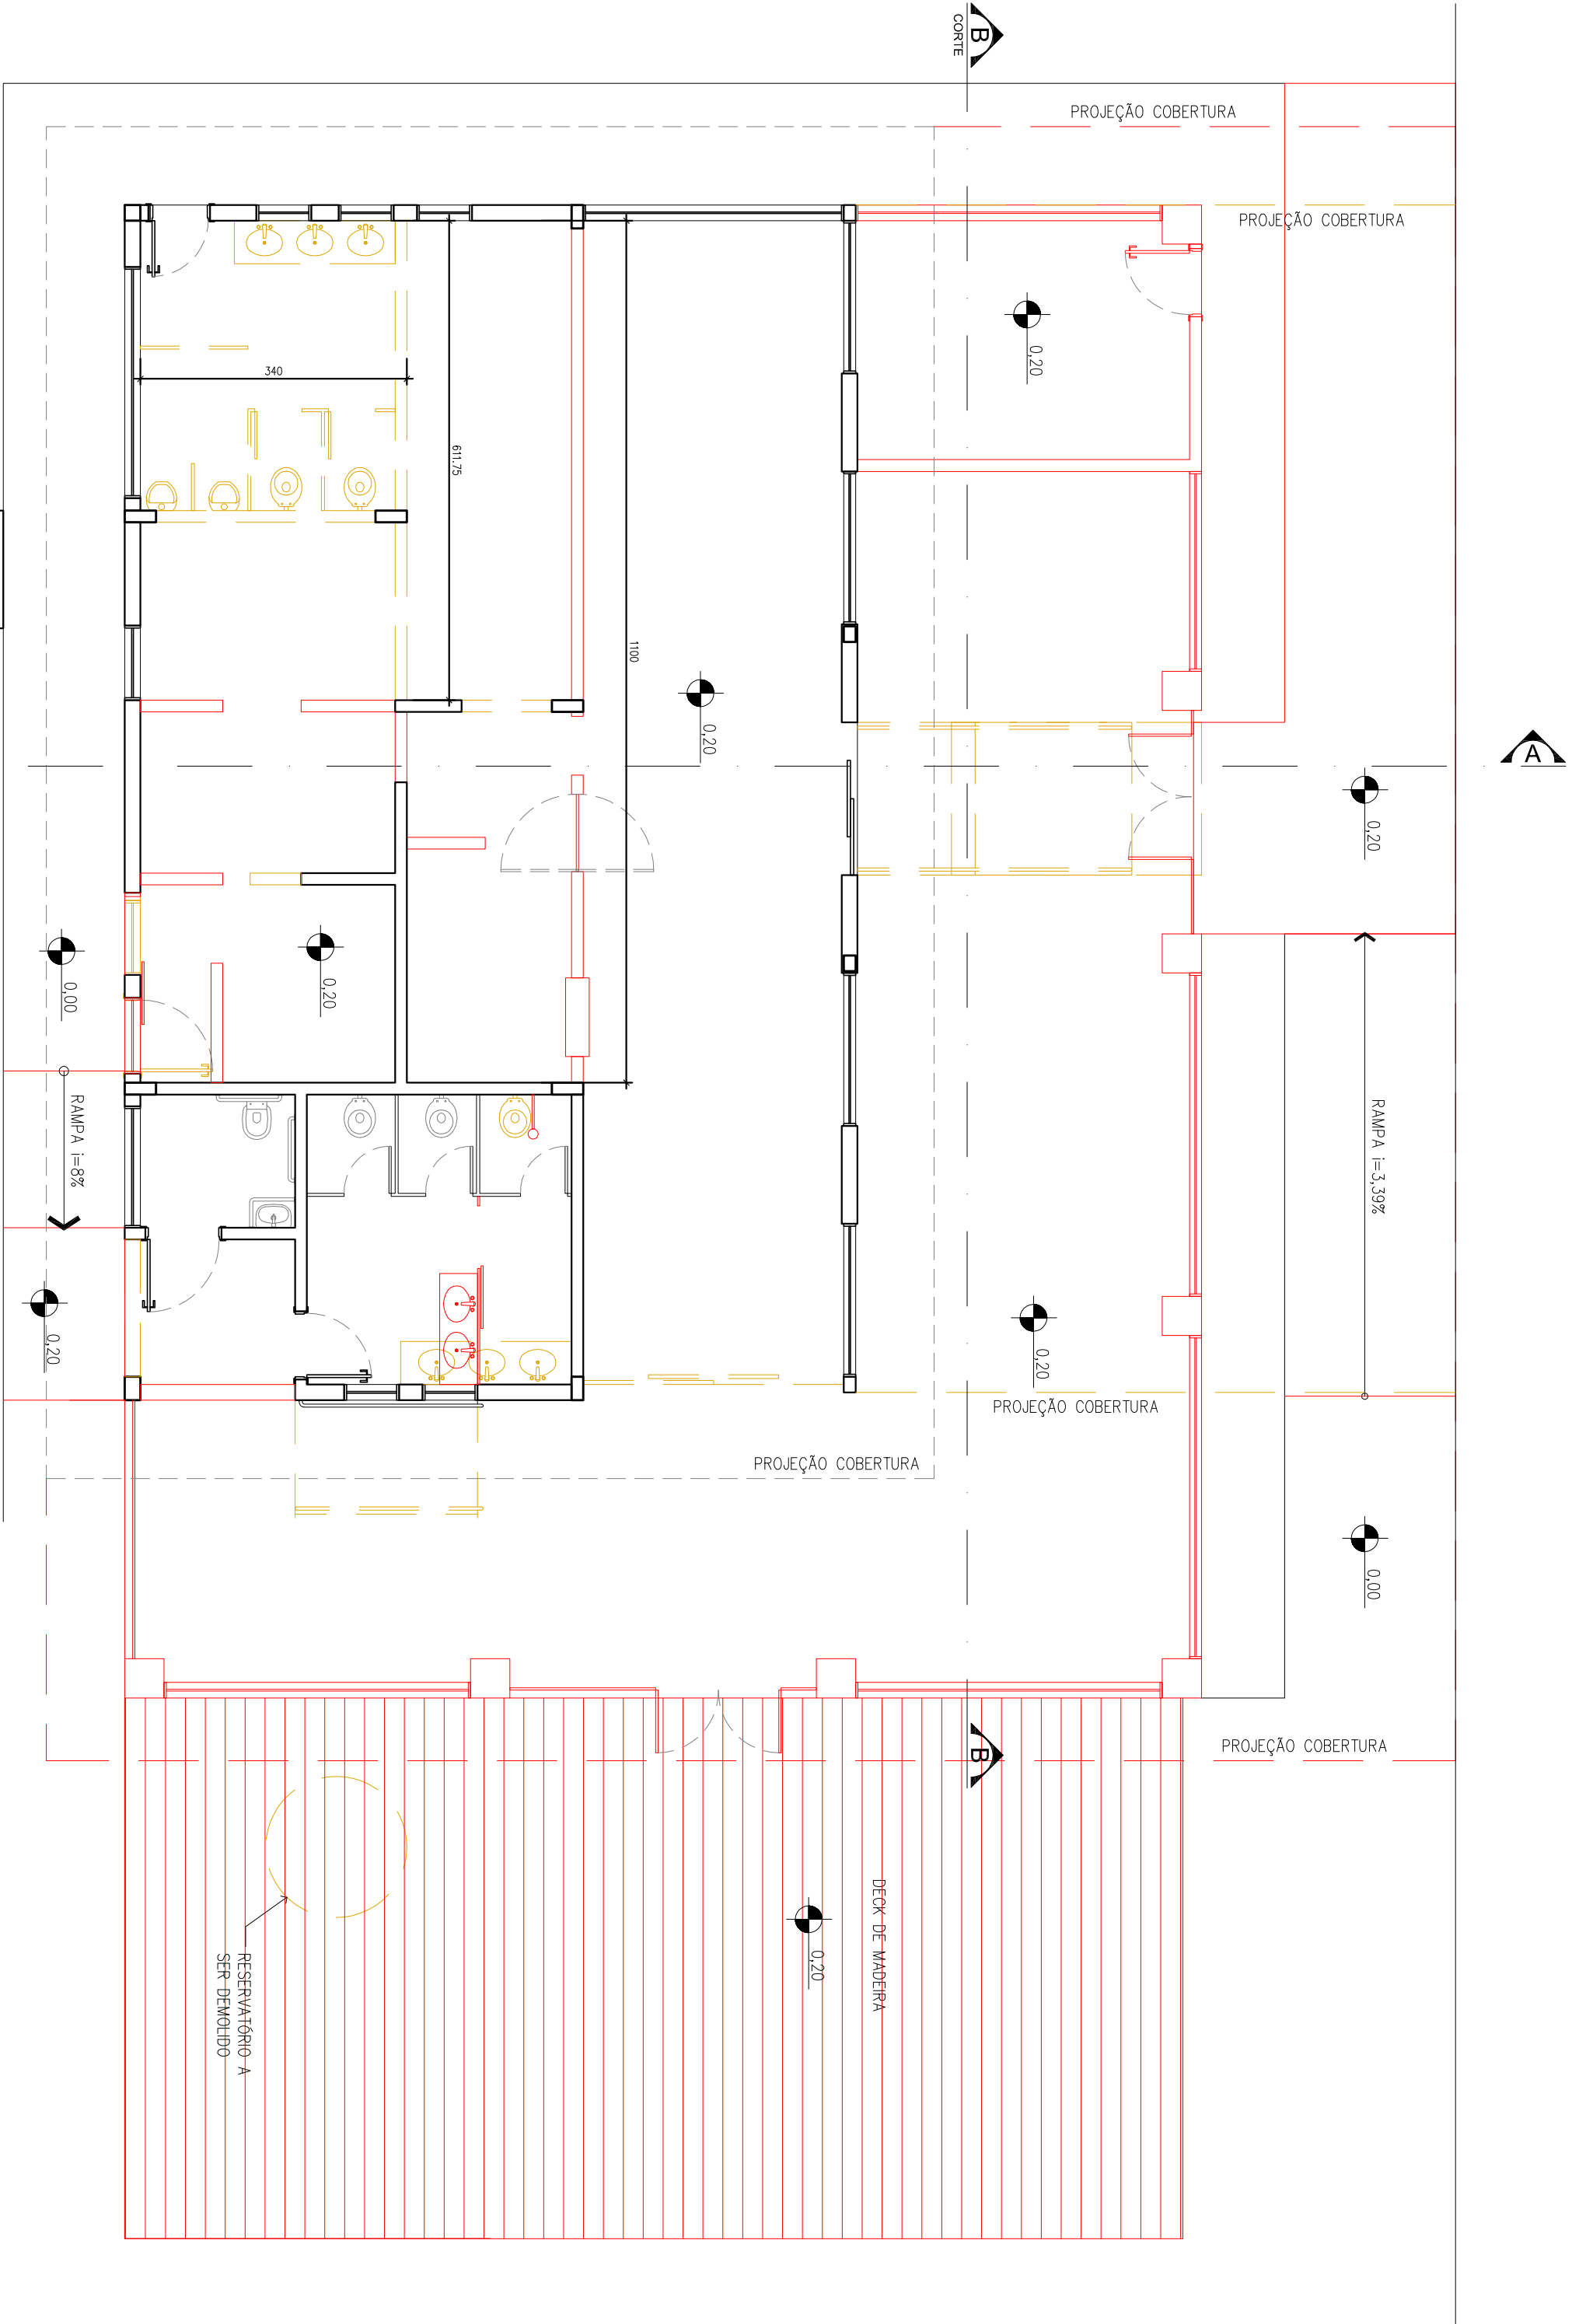 B
CORTE
PROJEÇÃO COBERTURA
PROJEÇÃO COBERTURA
0,20
340
611.75
1100
0,20
A
0,20
0,00
0,20
RAMPA i=8%
RAMPA i=3,39%
0,20
0,20
PROJEÇÃO COBERTURA
PROJEÇÃO COBERTURA
0,00
B
PROJEÇÃO COBERTURA
DECK DE MADEIRA
0,20
RESERVATÓRIO A
SER DEMOLIDO